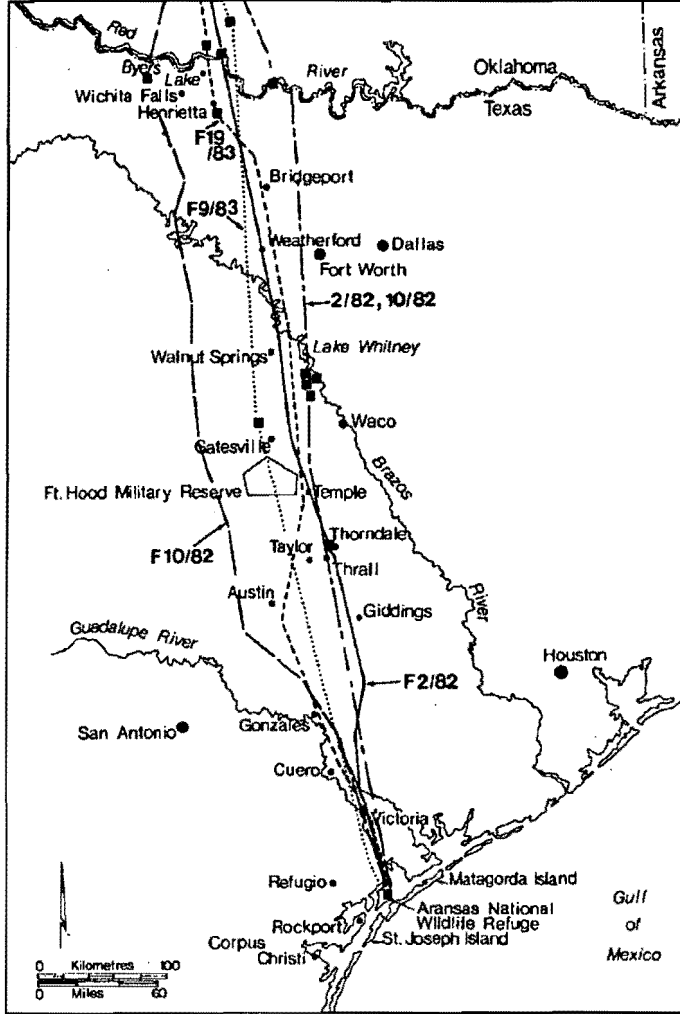 Red
Arkansas
Byers
Lake
River
Oklahoma
Wichita Falls
Texas
Henrietta
F19
/83
Bridgeport
F9/83
Weatherford
Dallas
Fort Worth
2/82, 10/82
Lake Whitney
Walnut Springs
Waco
Gatesville
Brazos
Ft. Hood Military Reserve
Temple
Thorndale
F10/82
Taylor
Thrall
Austin
River
Giddings
Guadalupe River
Houston
F2/82
Gonzales
San Antonio
Cuero
Victoria
Refugio
Matagorda Island
Aransas National
Wildlife Refuge
Gulf
of
Mexico
Rockport
St. Joseph Island
Corpus
Christi
0 Kilometres 100
0 Miles 60